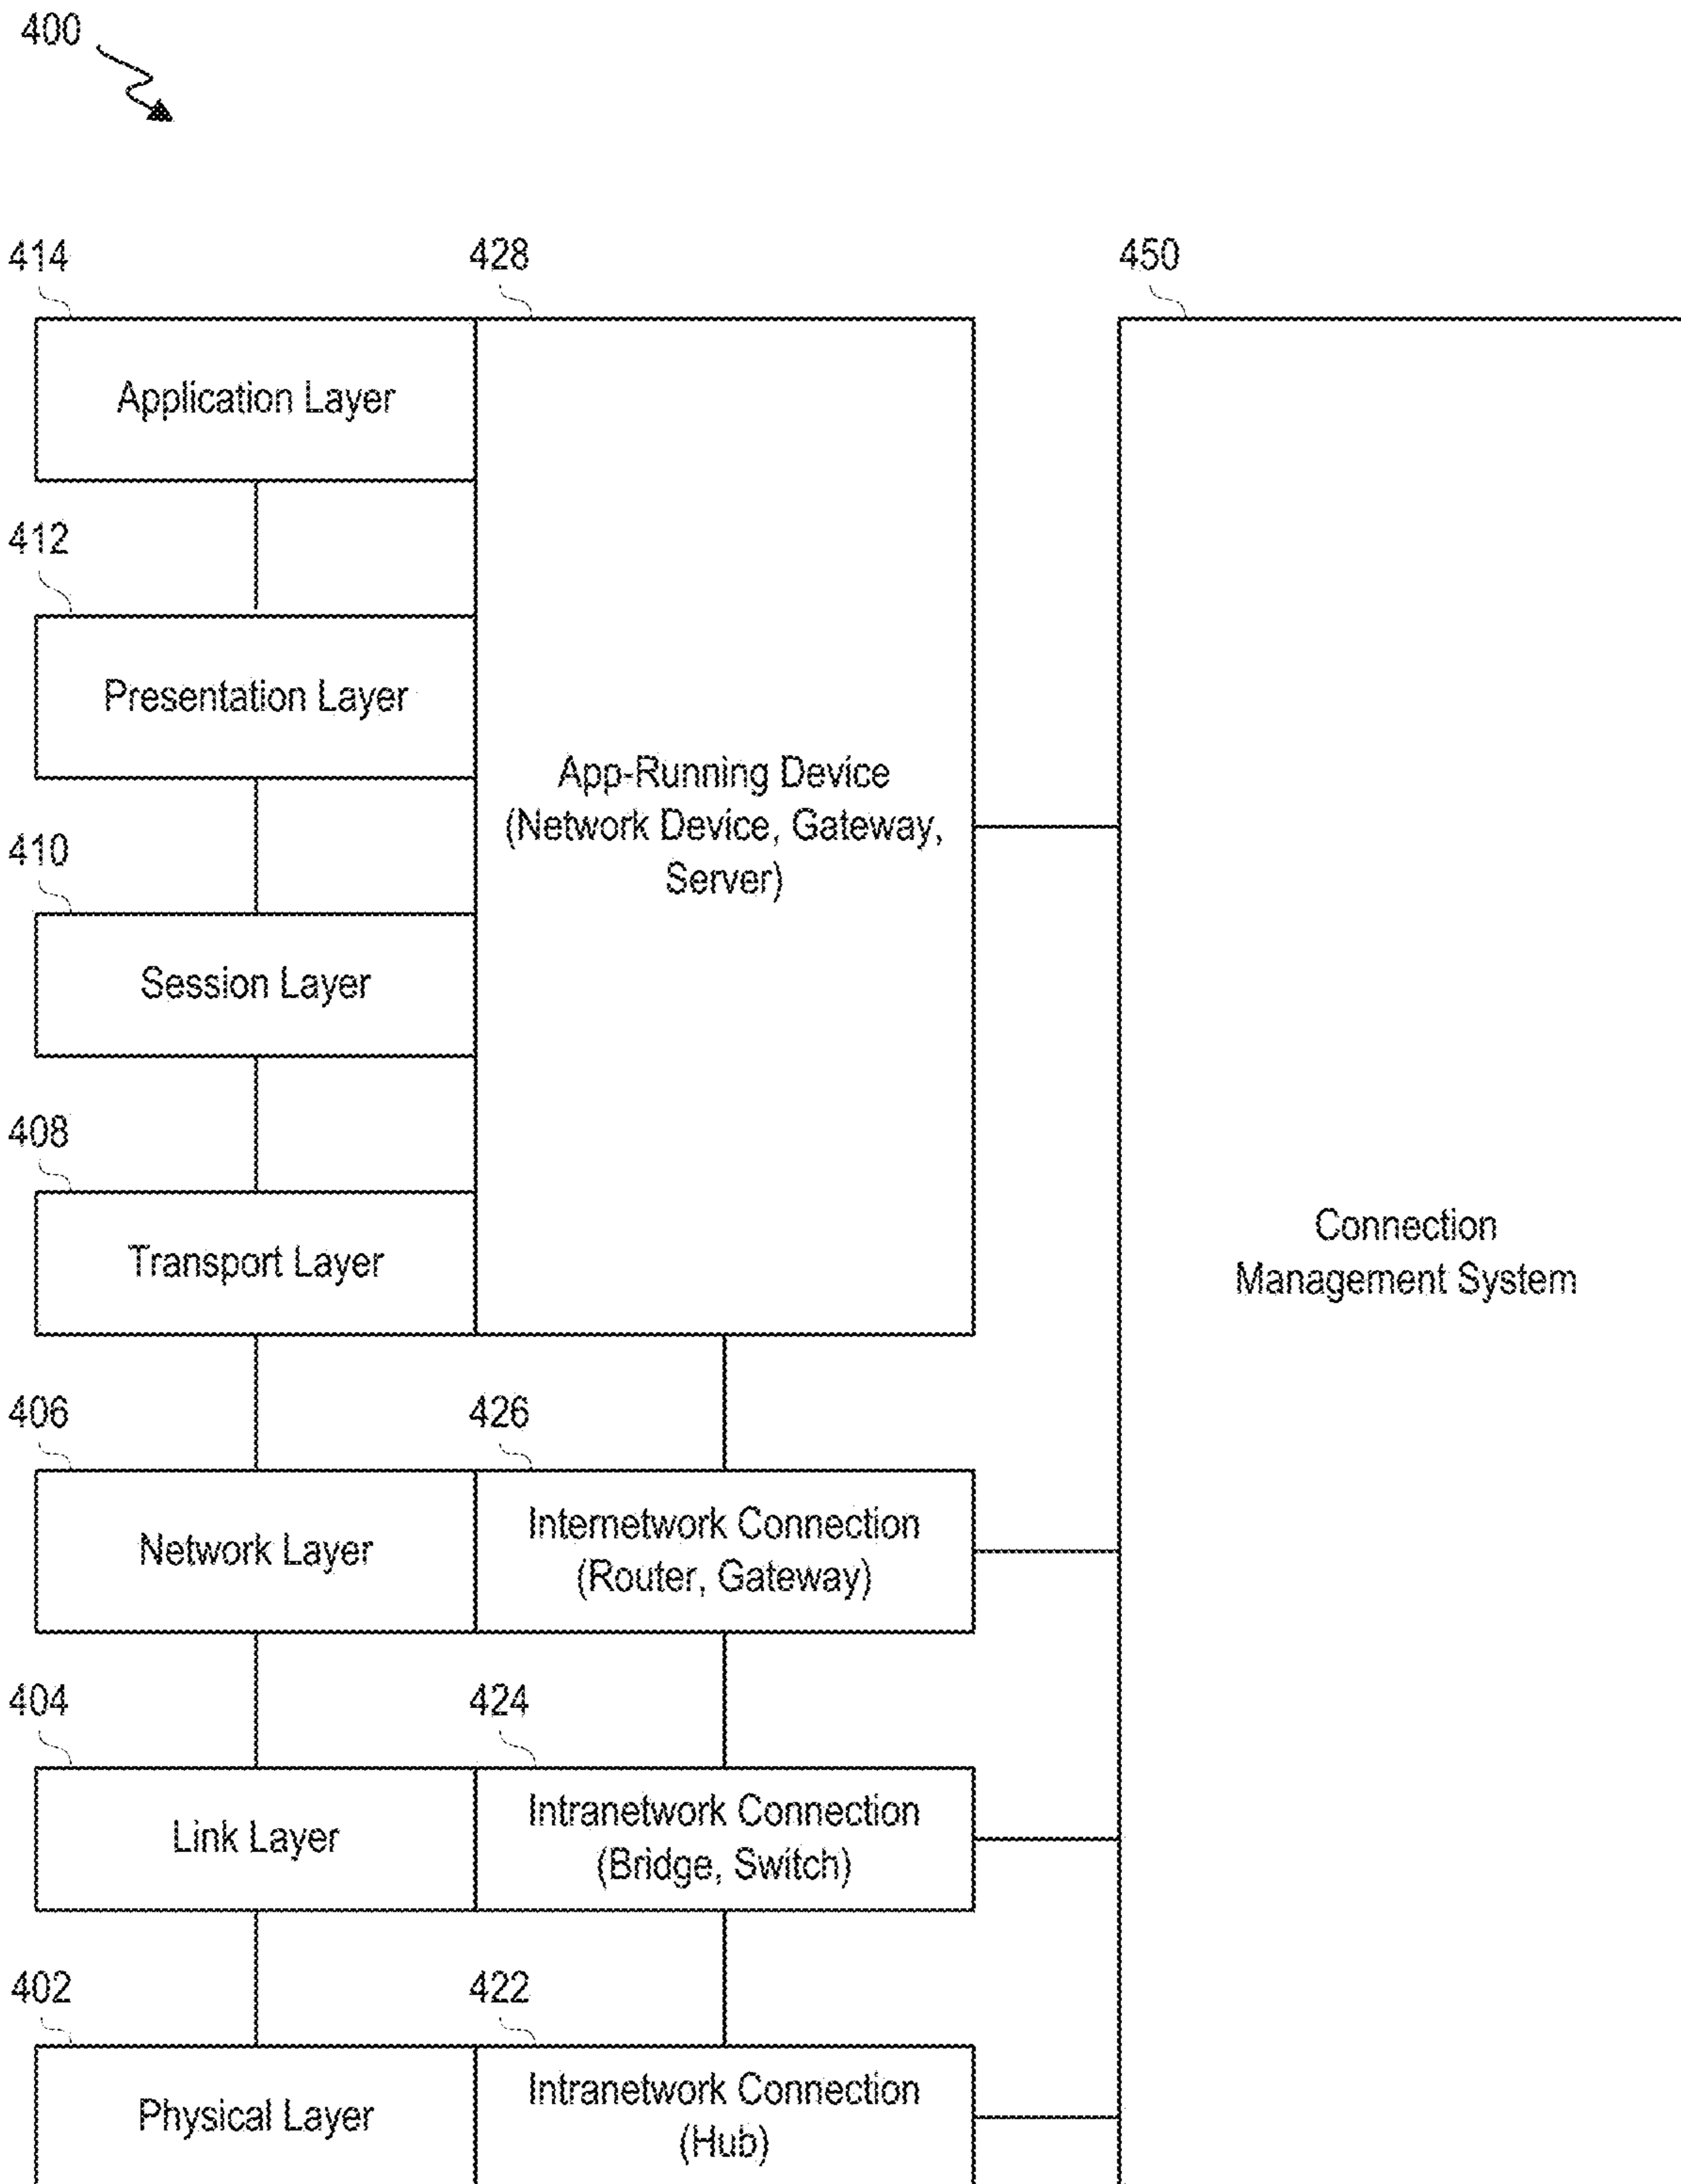 400
414
428
450
Application Layer
412
Presentation Layer
App-Running Device
(Network Device, Gateway,
Server)
410
Session Layer
408
Transport Layer
Connection
Management System
406
426
Network Layer
Internetwork Connection
(Router, Gateway)
404
424
Link Layer
Intranetwork Connection
(Bridge, Switch)
402
422
Physical Layer
Intranetwork Connection
(Hub)